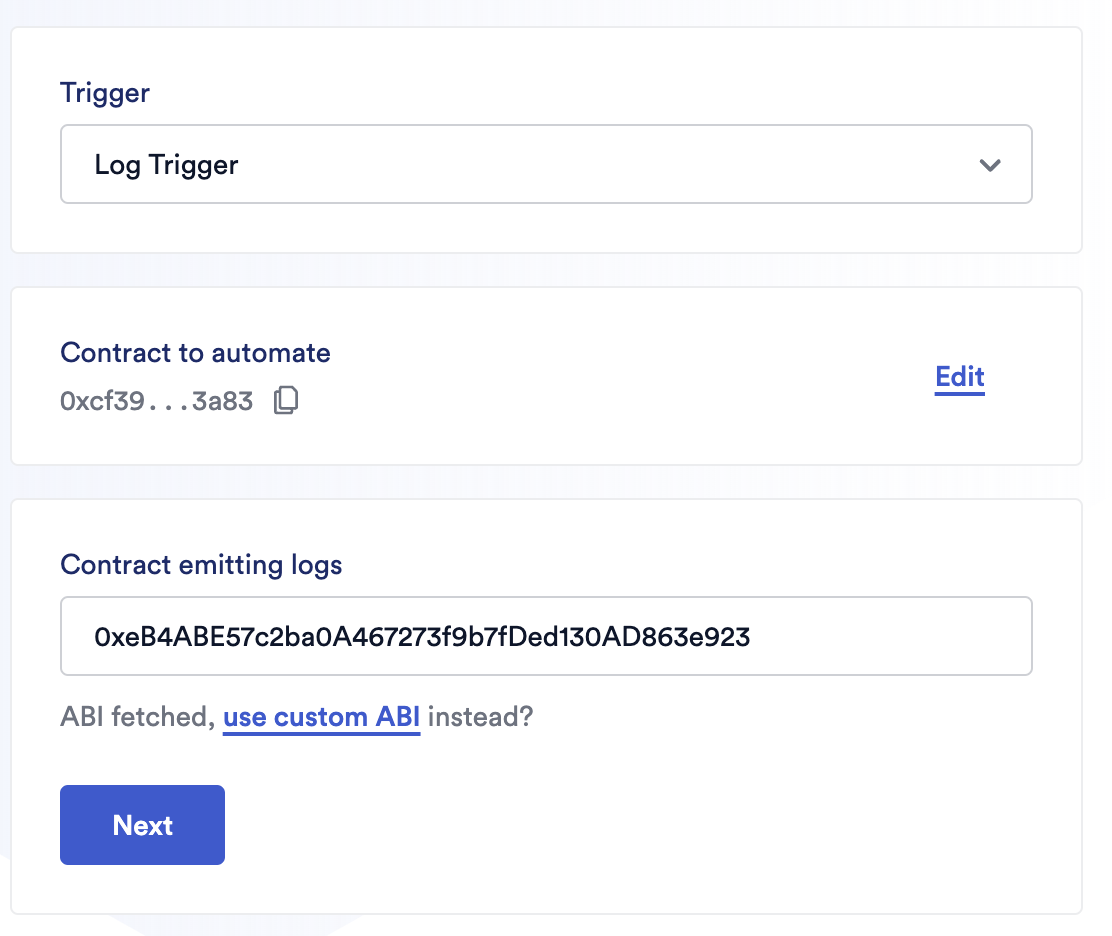 Trigger
Log Trigger
Contract to automate
0xcf39...3a83
Edit
Contract emitting logs
0xeB4ABE57c2ba0A467273f9b7fDed130AD863e923
ABI fetched, use custom ABI instead?
Next